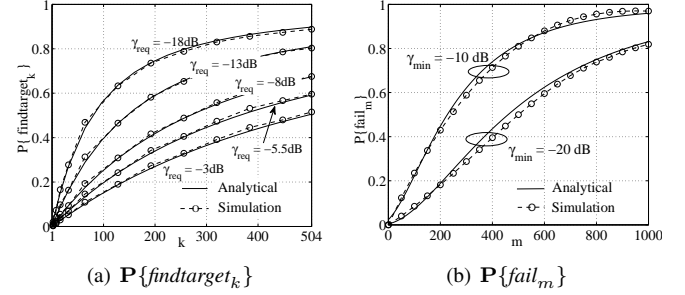 P{ findtarget_k }
1
0.8
0.6
0.4
0.2
0
γ_req = −18dB
γ_req = −13dB
γ_req = −8dB
γ_req = −5.5dB
γ_req = −3dB
Analytical
Simulation
1 100 200 300 400 504
k
(a) P{findtarget_k}
P{fail_m}
1
0.8
0.6
0.4
0.2
0
γ_min = −10 dB
γ_min = −20 dB
Analytical
Simulation
0 200 400 600 800 1000
m
(b) P{fail_m}